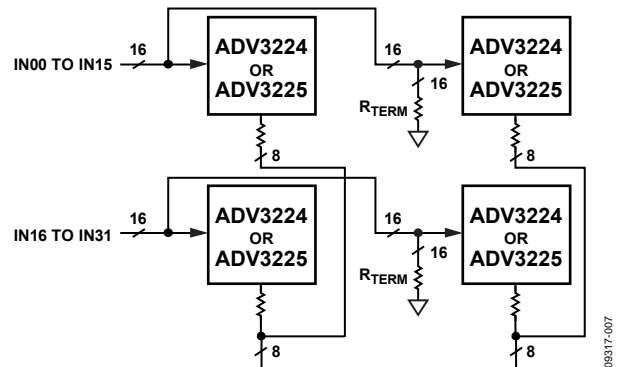 IN00 TO IN15
16
ADV3224
OR
ADV3225
8
16
16
RTERM
ADV3224
OR
ADV3225
8
IN16 TO IN31
16
ADV3224
OR
ADV3225
8
16
16
RTERM
ADV3224
OR
ADV3225
8
09317-007